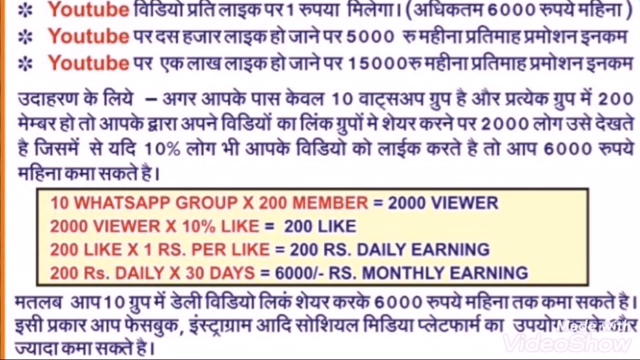 * Youtube विडियो प्रति लाइक पर 1 रुपया मिलेगा। (अधिकतम 6000 रुपये महिना )
* Youtube पर दस हजार लाइक हो जाने पर 5000 रु महीना प्रतिमाह प्रमोशन इनकम
* Youtube पर एक लाख लाइक हो जाने पर 15000रु महीना प्रतिमाह प्रमोशन इनकम
उदाहरण के लिये – अगर आपके पास केवल 10 वाट्सअप ग्रुप है और प्रत्येक ग्रुप में 200
मेम्बर हो तो आपके द्वारा अपने विडियों का लिंक ग्रुपों मे शेयर करने पर 2000 लोग उसे देखते
है जिसमें से यदि 10% लोग भी आपके विडियो को लाईक करते है तो आप 6000 रुपये
महिना कमा सकते है।
10 WHATSAPP GROUP X 200 MEMBER = 2000 VIEWER
2000 VIEWER X 10% LIKE = 200 LIKE
200 LIKE X 1 RS. PER LIKE = 200 RS. DAILY EARNING
200 Rs. DAILY X 30 DAYS = 6000/- RS. MONTHLY EARNING
मतलब आप 10 ग्रुप में डेली विडियो लिकं शेयर करके 6000 रुपये महिना तक कमा सकते है।
इसी प्रकार आप फेसबुक, इंस्ट्राग्राम आदि सोशियल मिडिया प्लेटफार्म का उपयोग करके और
ज्यादा कमा सकते है।
Made with
VideoShow